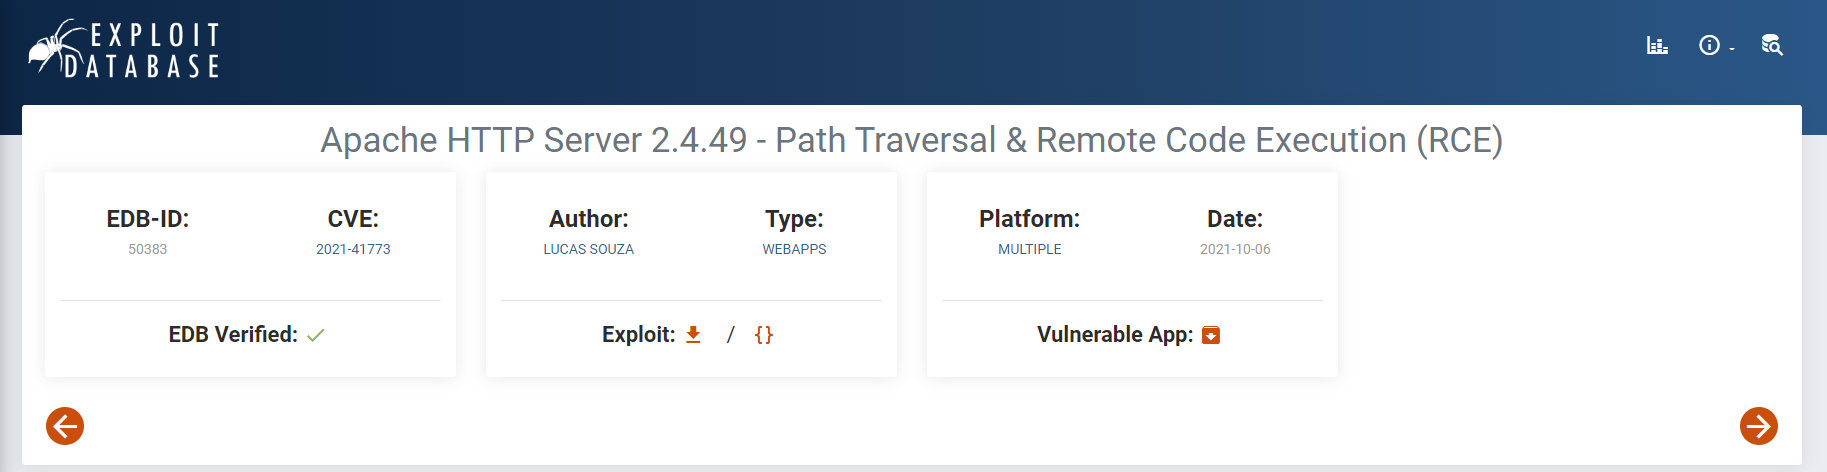 EXPLOIT
DATABASE
Apache HTTP Server 2.4.49 - Path Traversal & Remote Code Execution (RCE)
EDB-ID:
50383
CVE:
2021-41773
EDB Verified:
Author:
LUCAS SOUZA
Type:
WEBAPPS
Exploit: / {}
Platform:
MULTIPLE
Date:
2021-10-06
Vulnerable App: